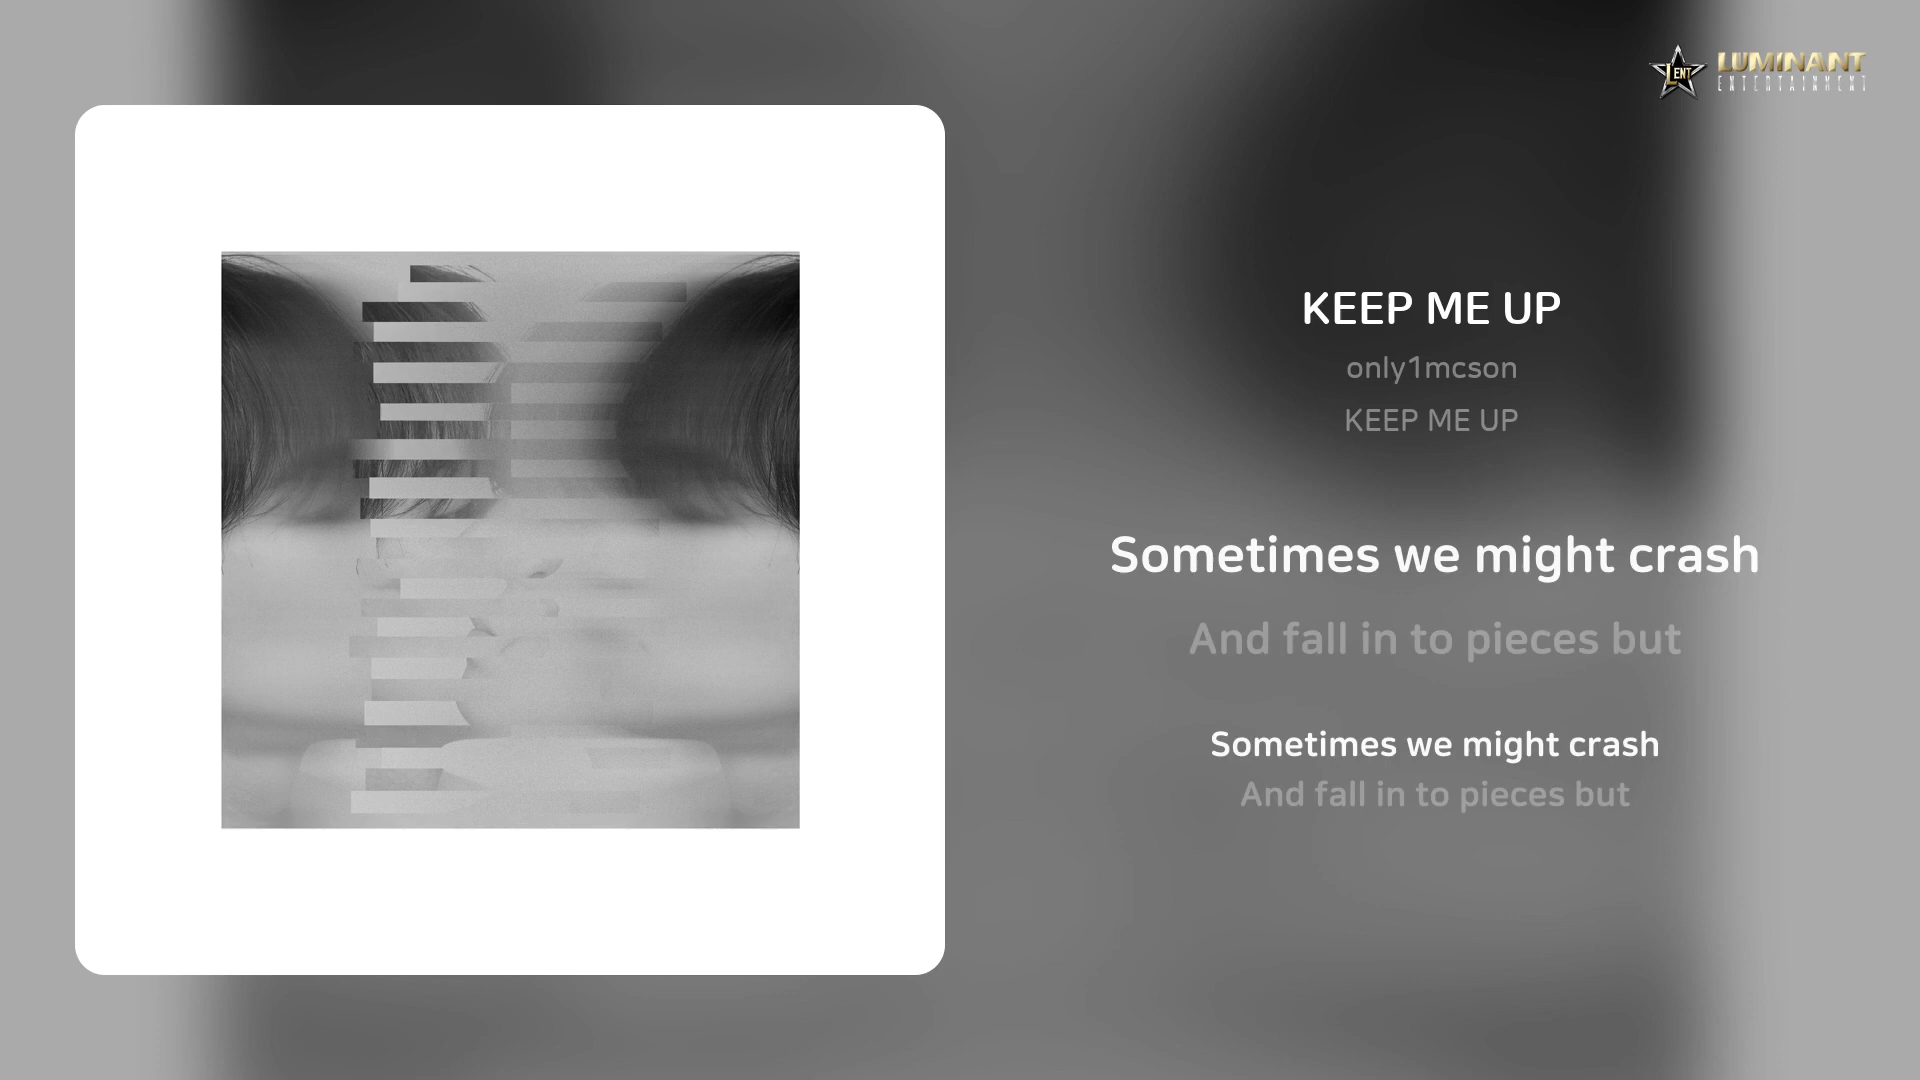 LENT
LUMINANT
ENTERTAINMENT
KEEP ME UP
only1mcson
KEEP ME UP
Sometimes we might crash
And fall in to pieces but
Sometimes we might crash
And fall in to pieces but